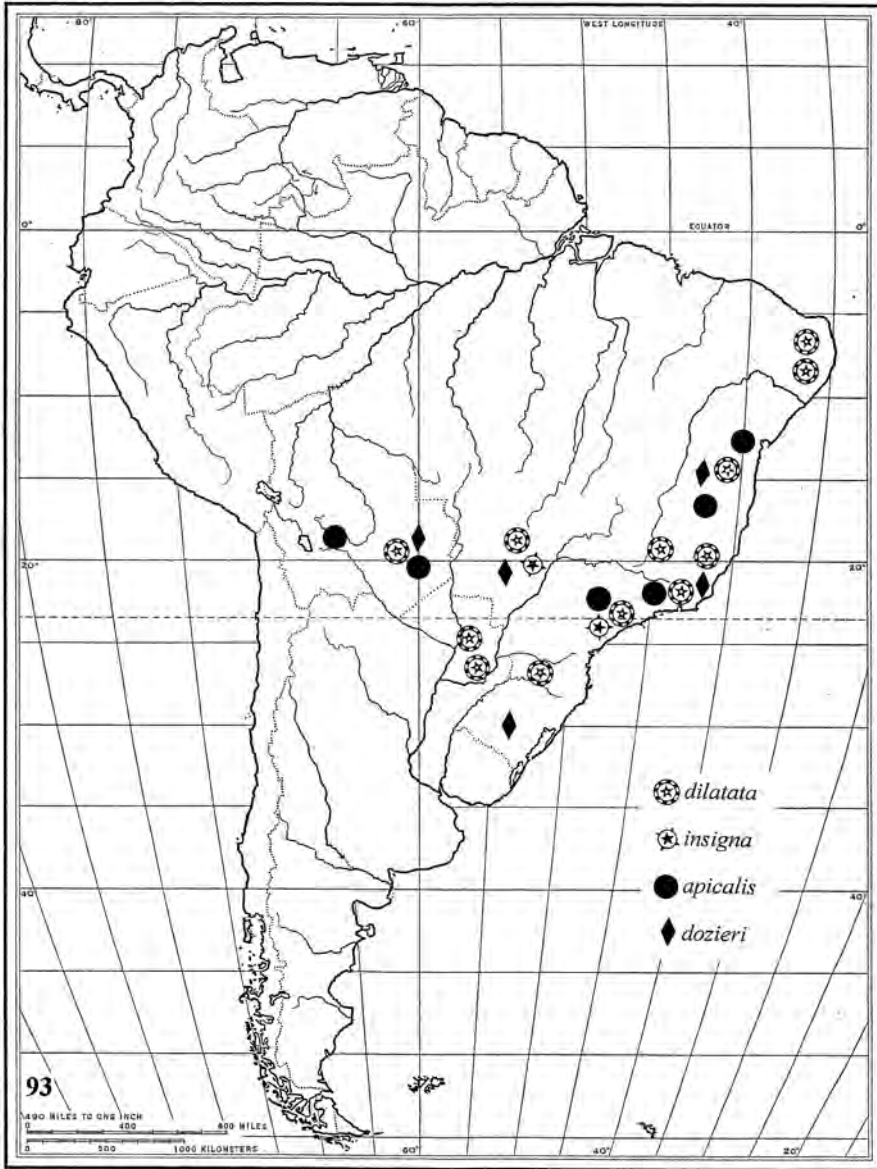 80° 60° WEST LONGITUDE 40°
0° EQUATOR 0°
20° 20°
dilatata
insigna
apicalis
40° dozieri 40°
93
490 MILES TO ONE INCH
0 400 800 MILES
0 500 1000 KILOMETERS
60° 40° 20°